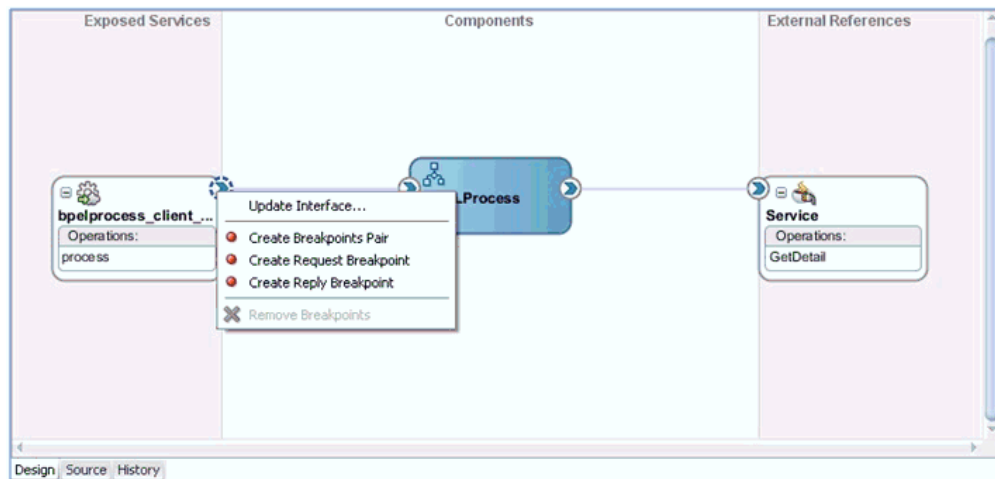 Exposed Services
Components
External References
bpelprocess_client_...
Operations:
process
LProcess
Service
Operations:
GetDetail
Update Interface...
Create Breakpoints Pair
Create Request Breakpoint
Create Reply Breakpoint
Remove Breakpoints
Design Source History